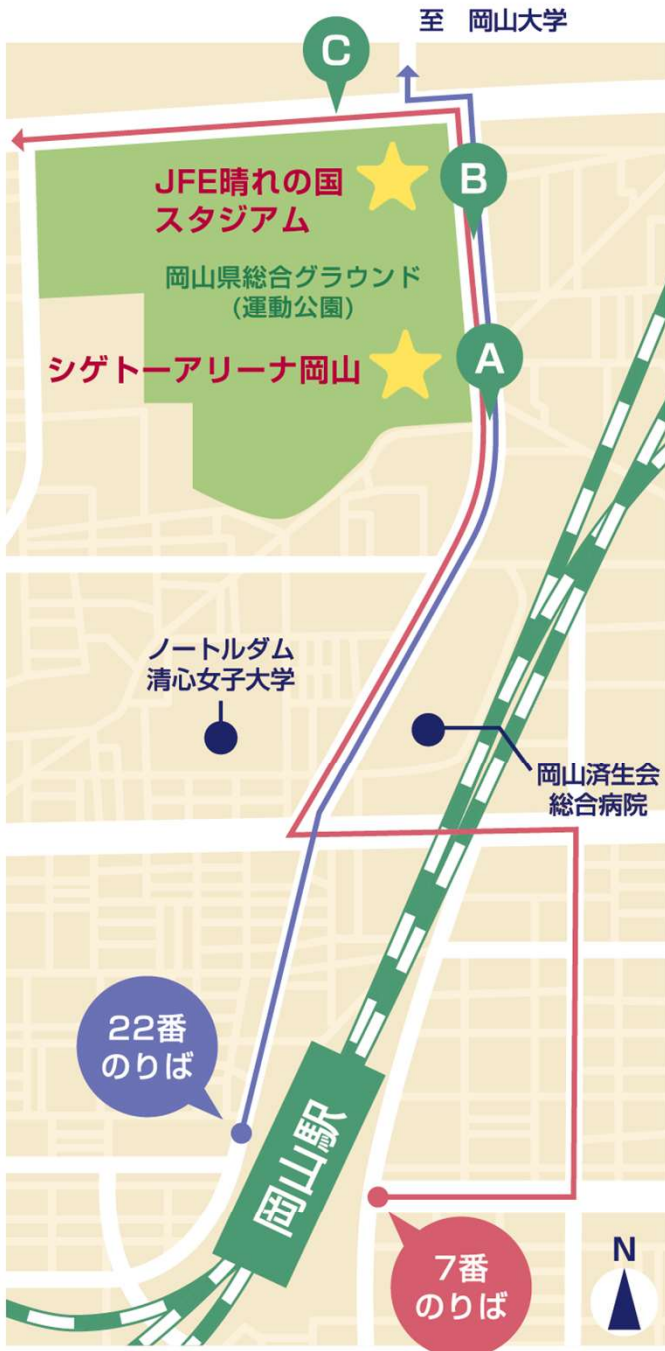 至 岡山大学
C
JFE晴れの国
スタジアム
B
岡山県総合グラウンド
(運動公園)
シゲトーアリーナ岡山
A
ノートルダム
清心女子大学
岡山済生会
総合病院
22番
のりば
岡山駅
7番
のりば
N